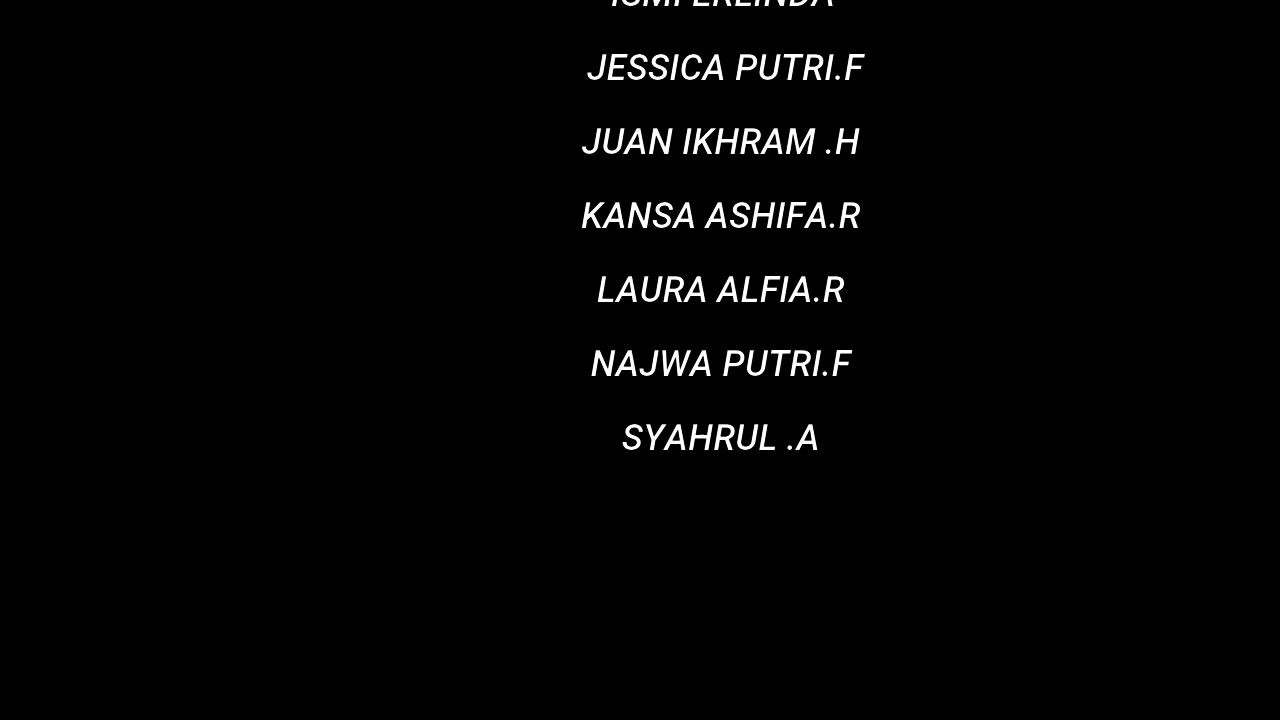 JESSICA PUTRI.F
JUAN IKHRAM .H
KANSA ASHIFA.R
LAURA ALFIA.R
NAJWA PUTRI.F
SYAHRUL .A